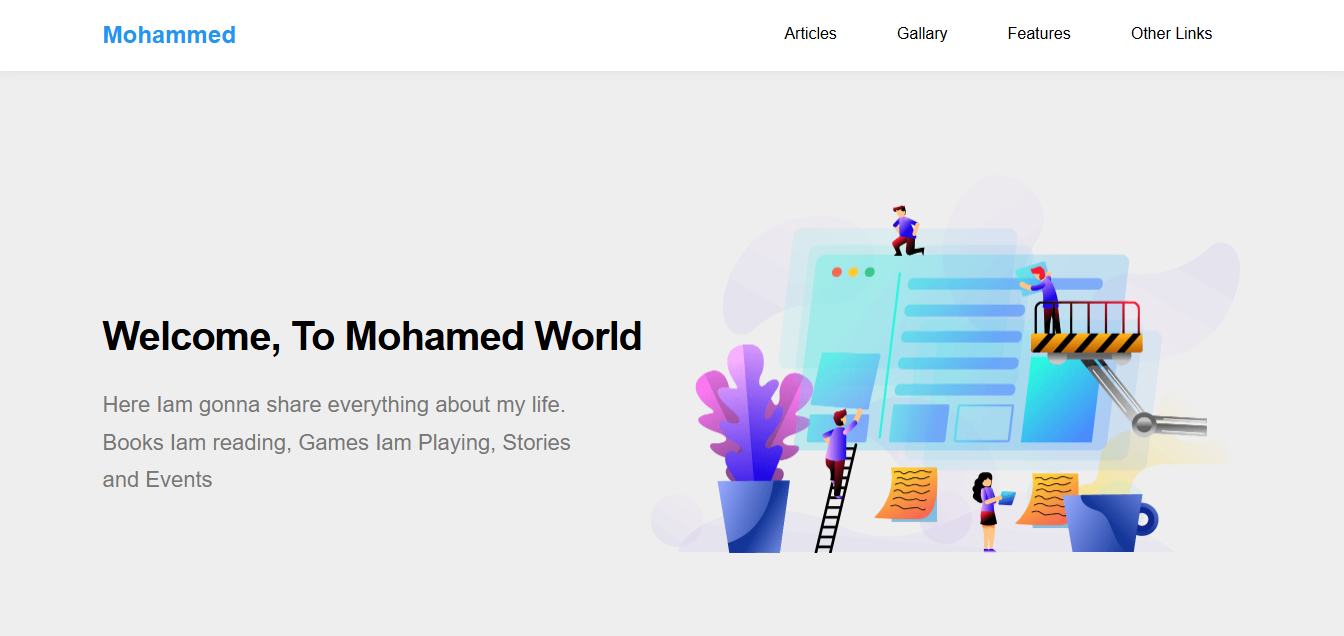 Mohammed
Articles Gallary Features Other Links
Welcome, To Mohamed World
Here Iam gonna share everything about my life.
Books Iam reading, Games Iam Playing, Stories
and Events